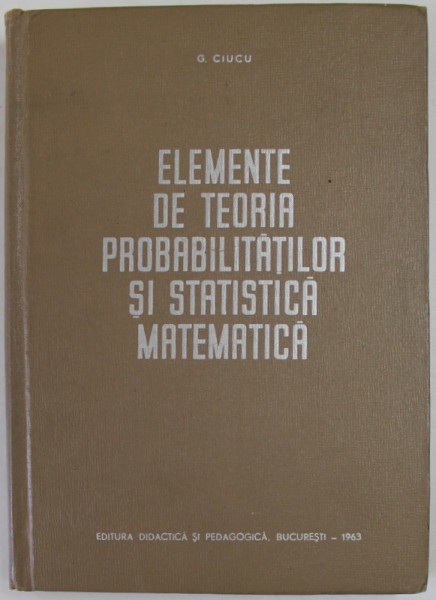 G. CIUCU
ELEMENTE
DE TEORIA
PROBABILITĂȚILOR
ȘI STATISTICĂ
MATEMATICĂ
EDITURA DIDACTICĂ ȘI PEDAGOGICĂ, BUCUREȘTI – 1963